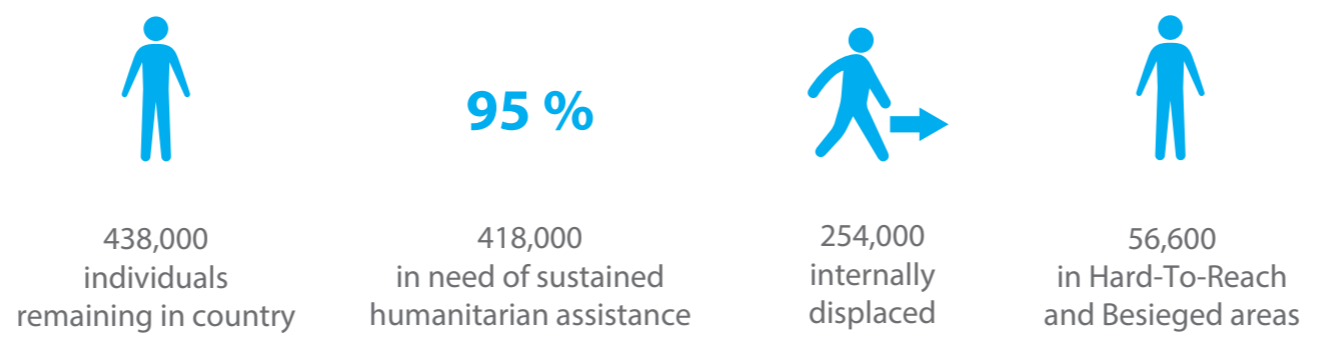 95 %
438,000
individuals
remaining in country
418,000
in need of sustained
humanitarian assistance
254,000
internally
displaced
56,600
in Hard-To-Reach
and Besieged areas